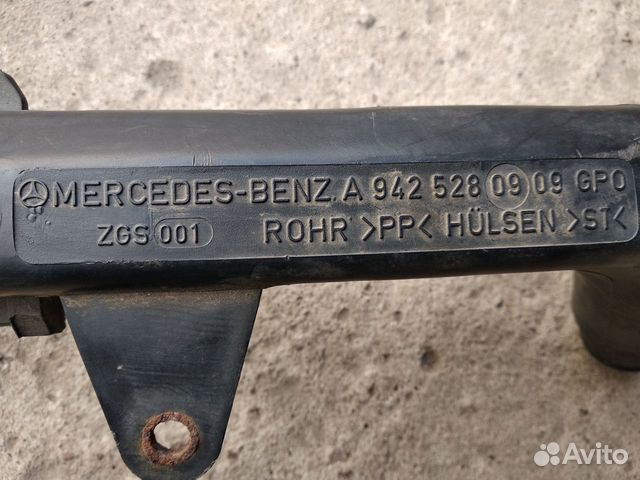 MERCEDES-BENZ A 942 528 09 09 GPO
ZGS 001 ROHR >PP< HÜLSEN >ST<
Avito